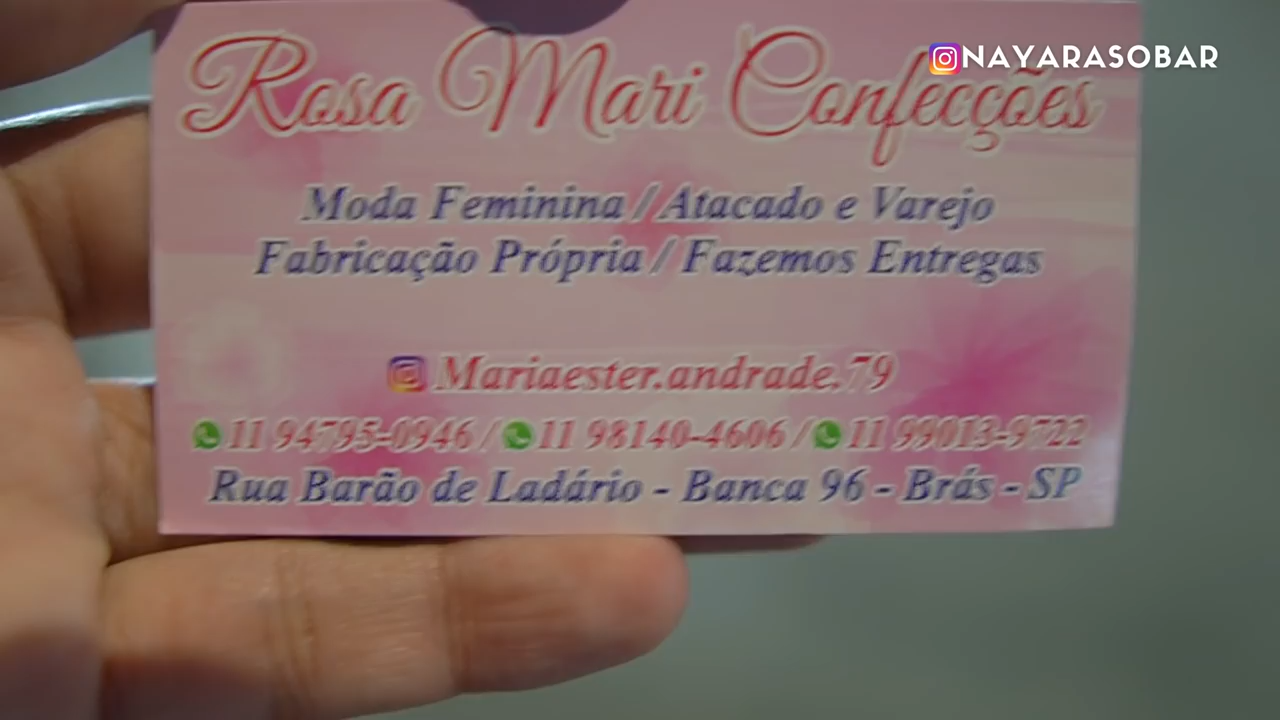 NAYARASOBAR
Rosa Mari Confecções
Moda Feminina / Atacado e Varejo
Fabricação Própria / Fazemos Entregas
Mariaester.andrade.79
11 94795-0946 / 11 98140-4606 / 11 99013-9722
Rua Barão de Ladário - Banca 96 - Brás - SP